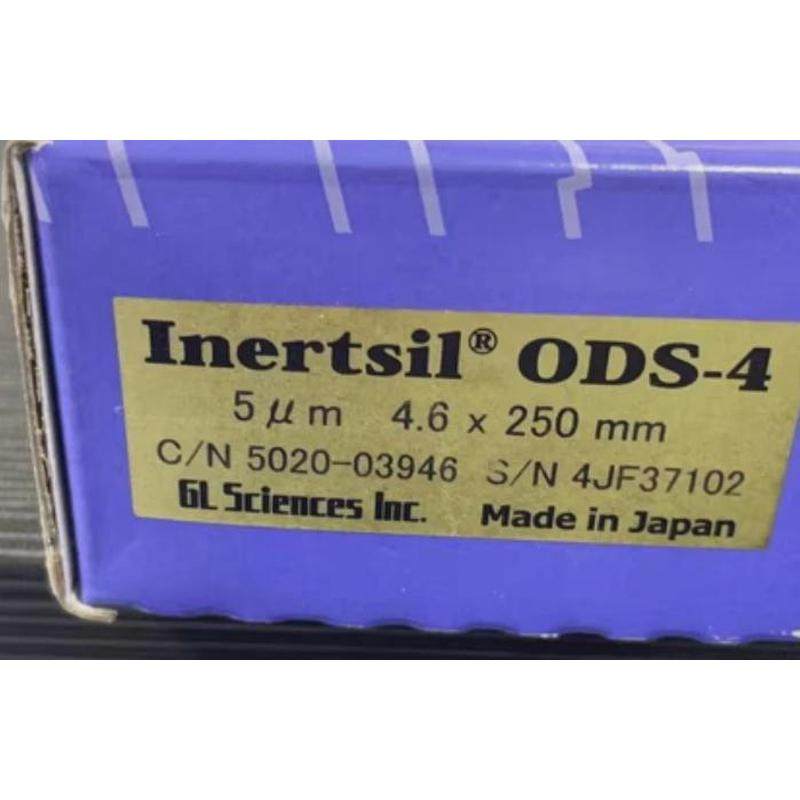 Inertsil® ODS-4
5μm 4.6 x 250 mm
C/N 5020-03946 S/N 4JF37102
GL Sciences Inc. Made in Japan